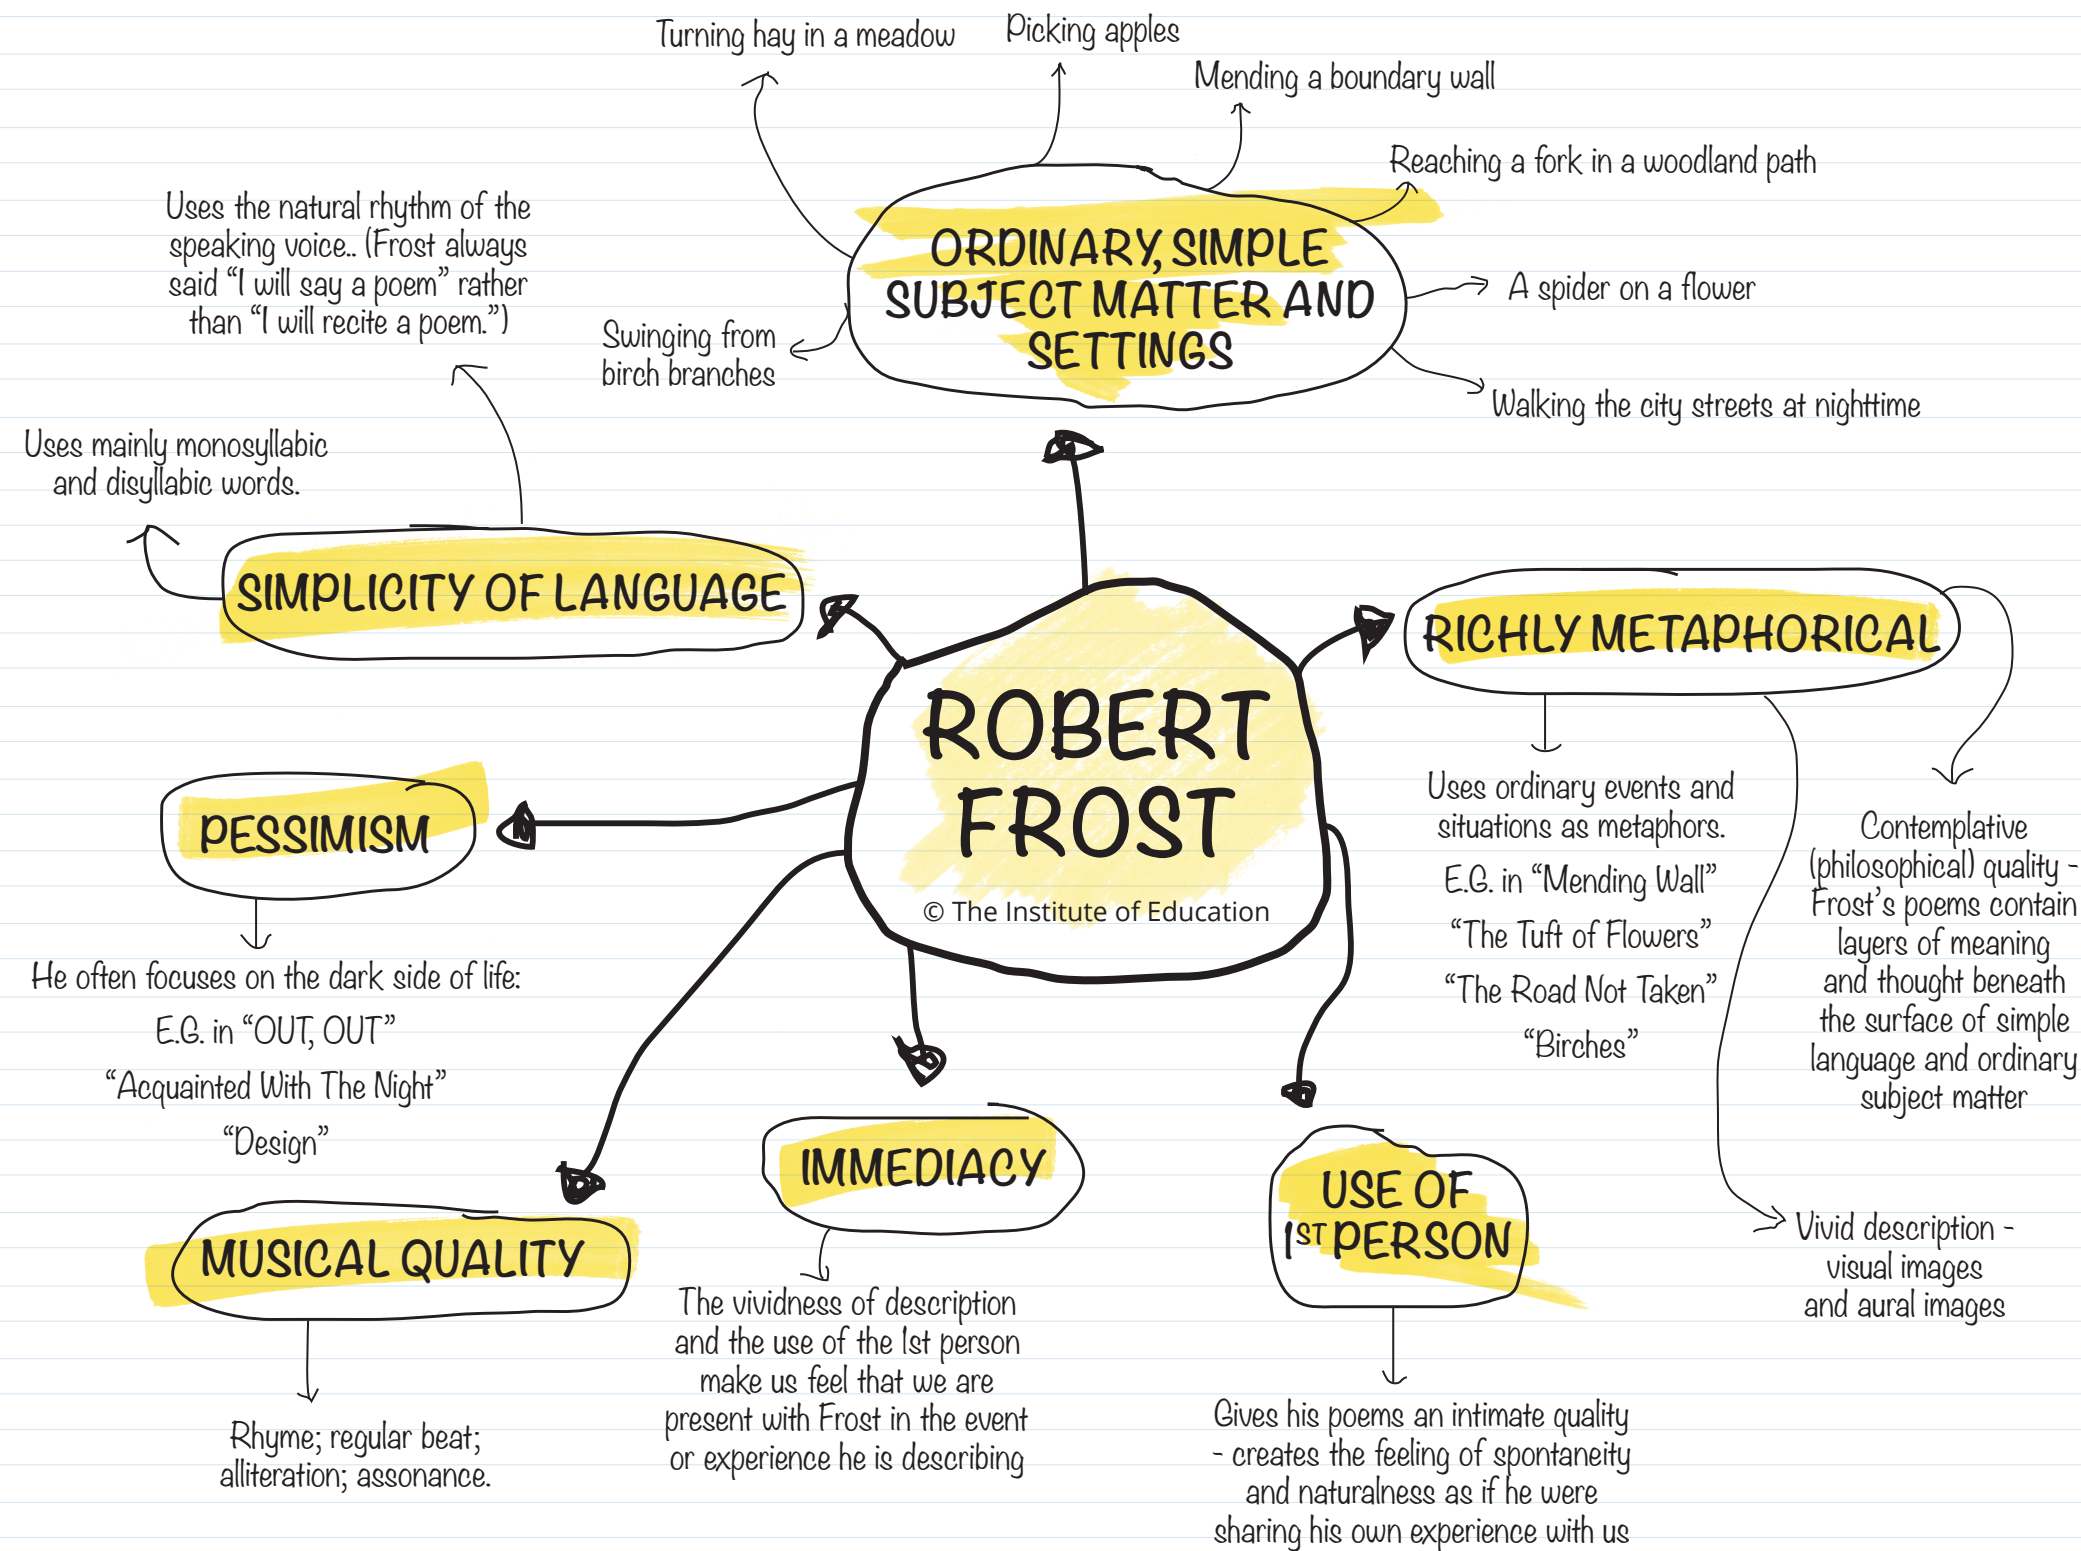 Turning hay in a meadow
Picking apples
Mending a boundary wall
Reaching a fork in a woodland path
A spider on a flower
Walking the city streets at nighttime
Swinging from
birch branches
ORDINARY, SIMPLE
SUBJECT MATTER AND
SETTINGS
Uses the natural rhythm of the
speaking voice.. (Frost always
said “I will say a poem” rather
than “I will recite a poem.”)
Uses mainly monosyllabic
and disyllabic words.
SIMPLICITY OF LANGUAGE
RICHLY METAPHORICAL
Uses ordinary events and
situations as metaphors.
E.G. in “Mending Wall”
“The Tuft of Flowers”
“The Road Not Taken”
“Birches”
Contemplative
(philosophical) quality -
Frost's poems contain
layers of meaning
and thought beneath
the surface of simple
language and ordinary
subject matter
Vivid description -
visual images
and aural images
ROBERT
FROST
© The Institute of Education
PESSIMISM
He often focuses on the dark side of life:
E.G. in “OUT, OUT”
“Acquainted With The Night”
“Design”
MUSICAL QUALITY
Rhyme; regular beat;
alliteration; assonance.
IMMEDIACY
The vividness of description
and the use of the 1st person
make us feel that we are
present with Frost in the event
or experience he is describing
USE OF
1ST PERSON
Gives his poems an intimate quality
- creates the feeling of spontaneity
and naturalness as if he were
sharing his own experience with us